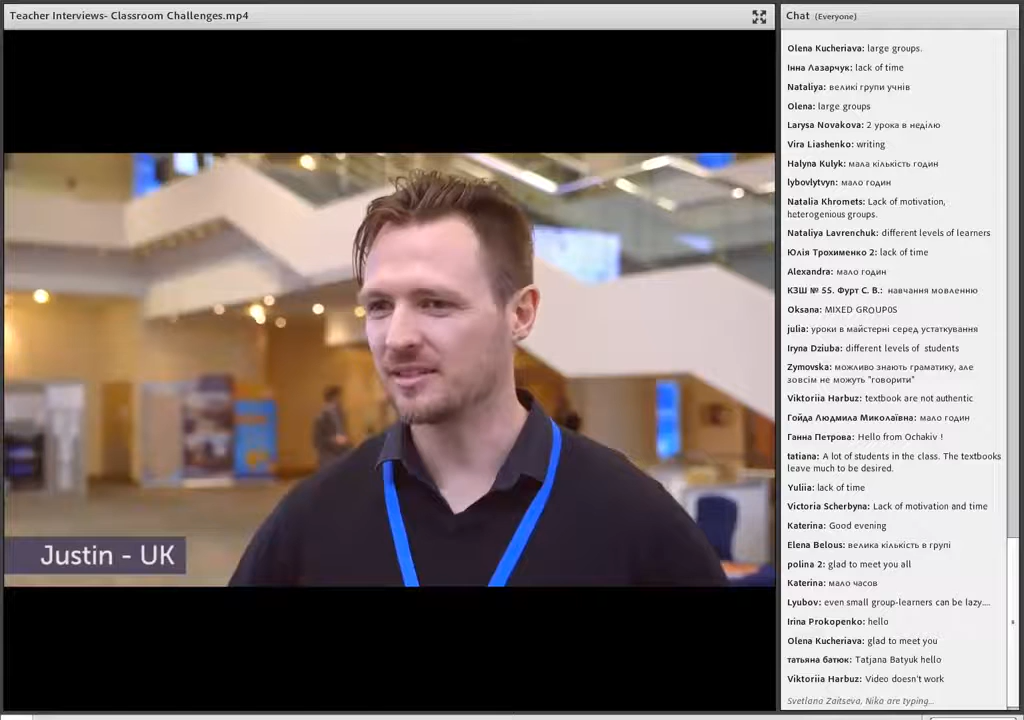 Teacher Interviews- Classroom Challenges.mp4
Justin - UK
Chat (Everyone)
Olena Kucheriava: large groups.
Інна Лазарчук: lack of time
Nataliya: великі групи учнів
Olena: large groups
Larysa Novakova: 2 урока в неділю
Vira Liashenko: writing
Halyna Kulyk: мала кількість годин
lybovlytvyn: мало годин
Natalia Khromets: Lack of motivation,
heterogenious groups.
Nataliya Lavrenchuk: different levels of learners
Юлія Трохименко 2: lack of time
Alexandra: мало годин
КЗШ № 55. Фурт С. В.: навчання мовленню
Oksana: MIXED GROUP0S
julia: уроки в майстерні серед устаткування
Iryna Dziuba: different levels of students
Zymovska: можливо знають граматику, але
зовсім не можуть "говорити"
Viktoriia Harbuz: textbook are not authentic
Гойда Людмила Миколаївна: мало годин
Ганна Петрова: Hello from Ochakiv !
tatiana: A lot of students in the class. The textbooks
leave much to be desired.
Yuliia: lack of time
Victoria Scherbyna: Lack of motivation and time
Katerina: Good evening
Elena Belous: велика кількість в групі
polina 2: glad to meet you all
Katerina: мало часов
Lyubov: even small group-learners can be lazy....
Irina Prokopenko: hello
Olena Kucheriava: glad to meet you
татьяна батюк: Tatjana Batyuk hello
Viktoriia Harbuz: Video doesn't work
Svetlana Zaitseva, Nika are typing...